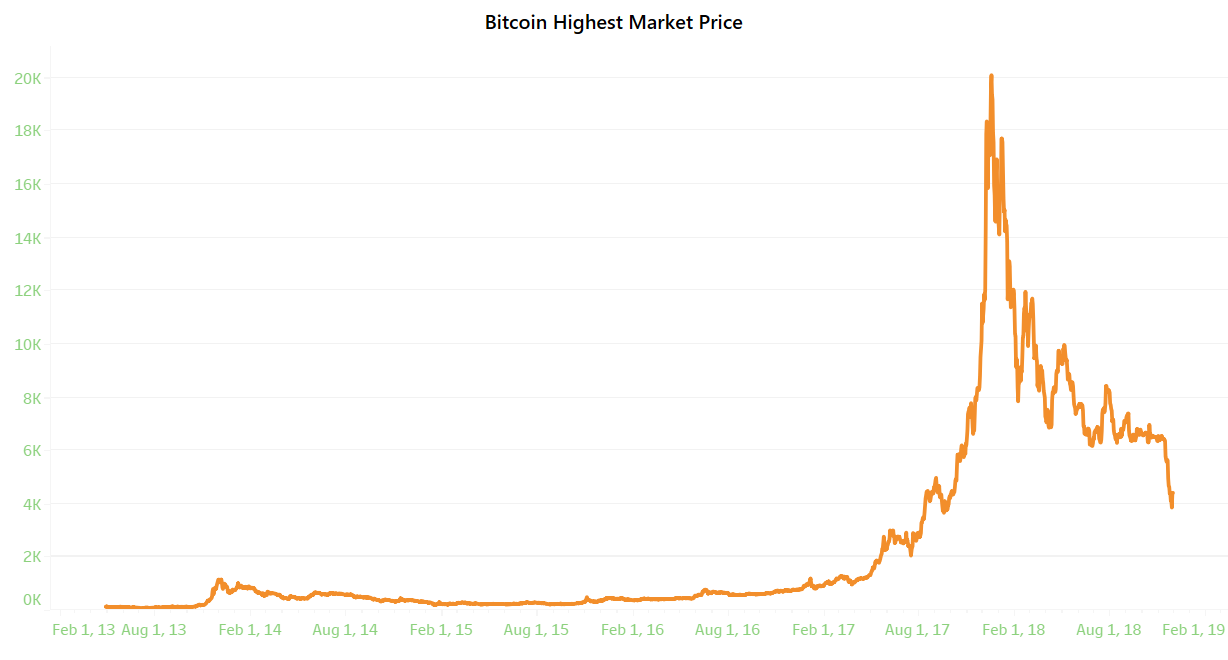 Bitcoin Highest Market Price
20K
18K
16K
14K
12K
10K
8K
6K
4K
2K
0K
Feb 1, 13 Aug 1, 13 Feb 1, 14 Aug 1, 14 Feb 1, 15 Aug 1, 15 Feb 1, 16 Aug 1, 16 Feb 1, 17 Aug 1, 17 Feb 1, 18 Aug 1, 18 Feb 1, 19